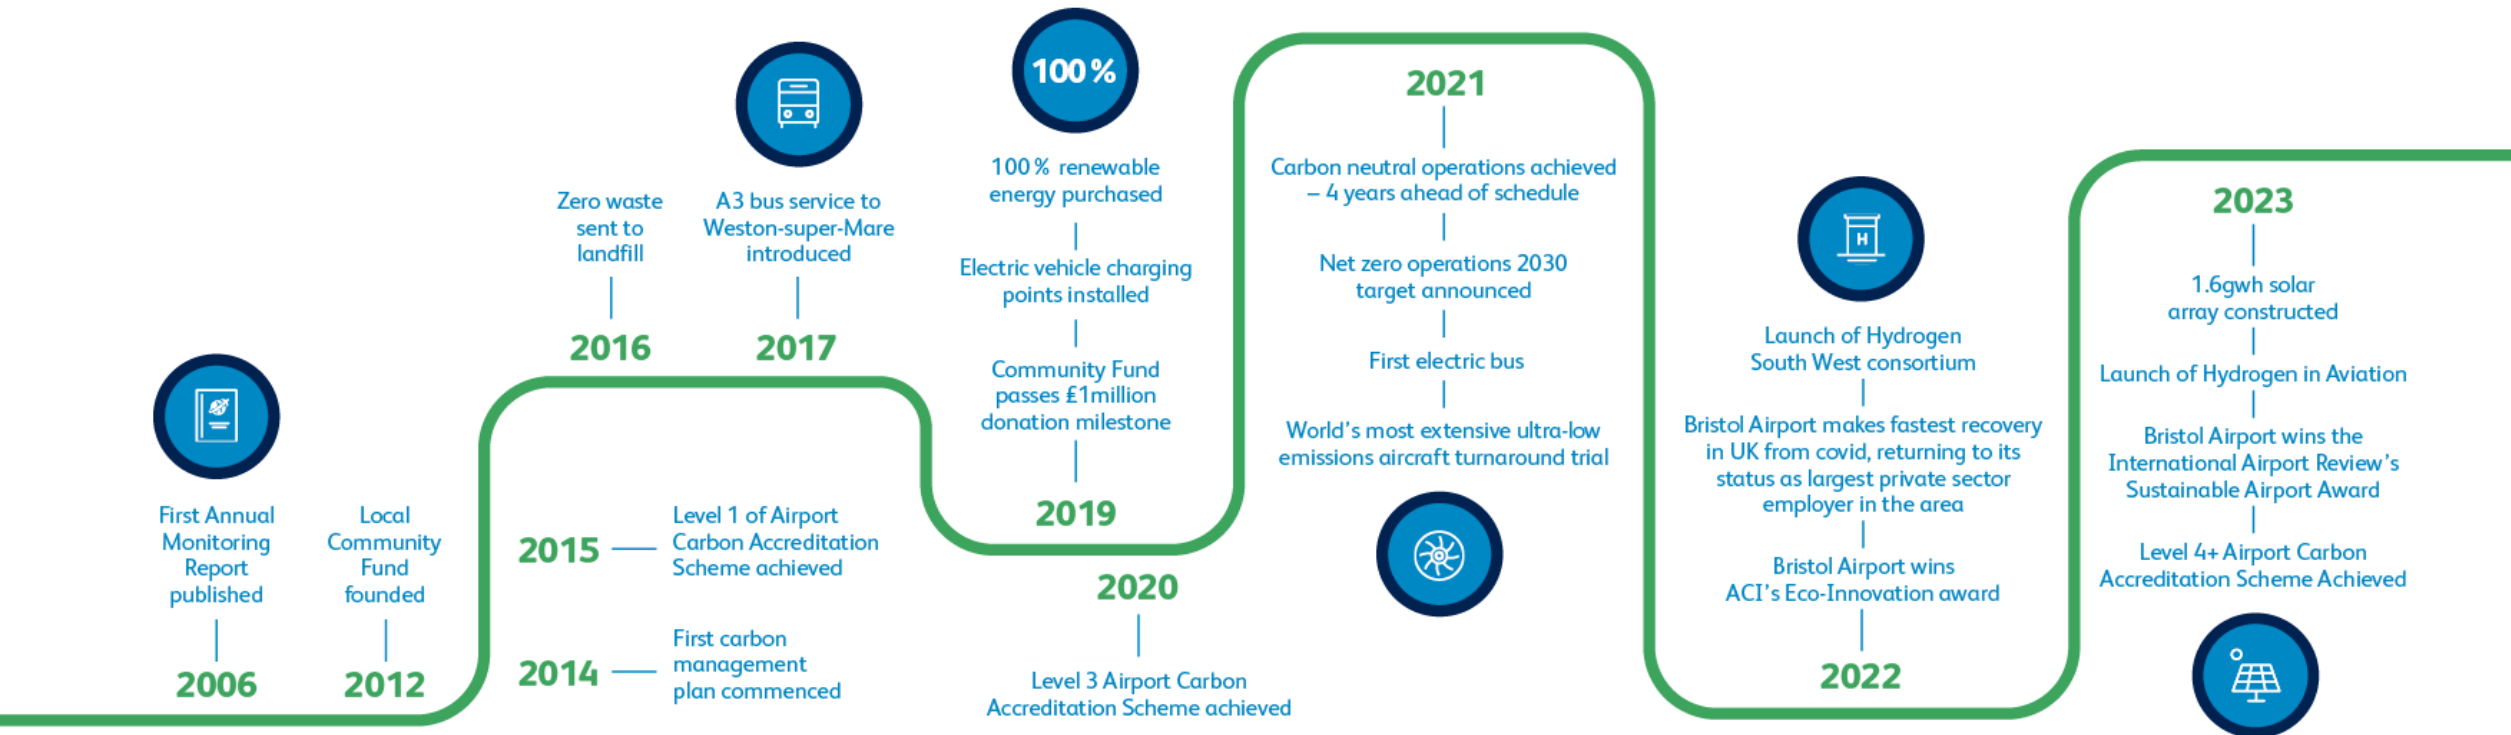 First Annual
Monitoring
Report
published
2006
Local
Community
Fund
founded
2012
First carbon
management
plan commenced
2014
Level 1 of Airport
Carbon Accreditation
Scheme achieved
2015
Zero waste
sent to
landfill
2016
A3 bus service to
Weston-super-Mare
introduced
2017
100%
100% renewable
energy purchased
Electric vehicle charging
points installed
Community Fund
passes £1million
donation milestone
2019
2020
Level 3 Airport Carbon
Accreditation Scheme achieved
2021
Carbon neutral operations achieved
– 4 years ahead of schedule
Net zero operations 2030
target announced
First electric bus
World's most extensive ultra-low
emissions aircraft turnaround trial
H
Launch of Hydrogen
South West consortium
Bristol Airport makes fastest recovery
in UK from covid, returning to its
status as largest private sector
employer in the area
Bristol Airport wins
ACI's Eco-Innovation award
2022
2023
1.6gwh solar
array constructed
Launch of Hydrogen in Aviation
Bristol Airport wins the
International Airport Review's
Sustainable Airport Award
Level 4+ Airport Carbon
Accreditation Scheme Achieved